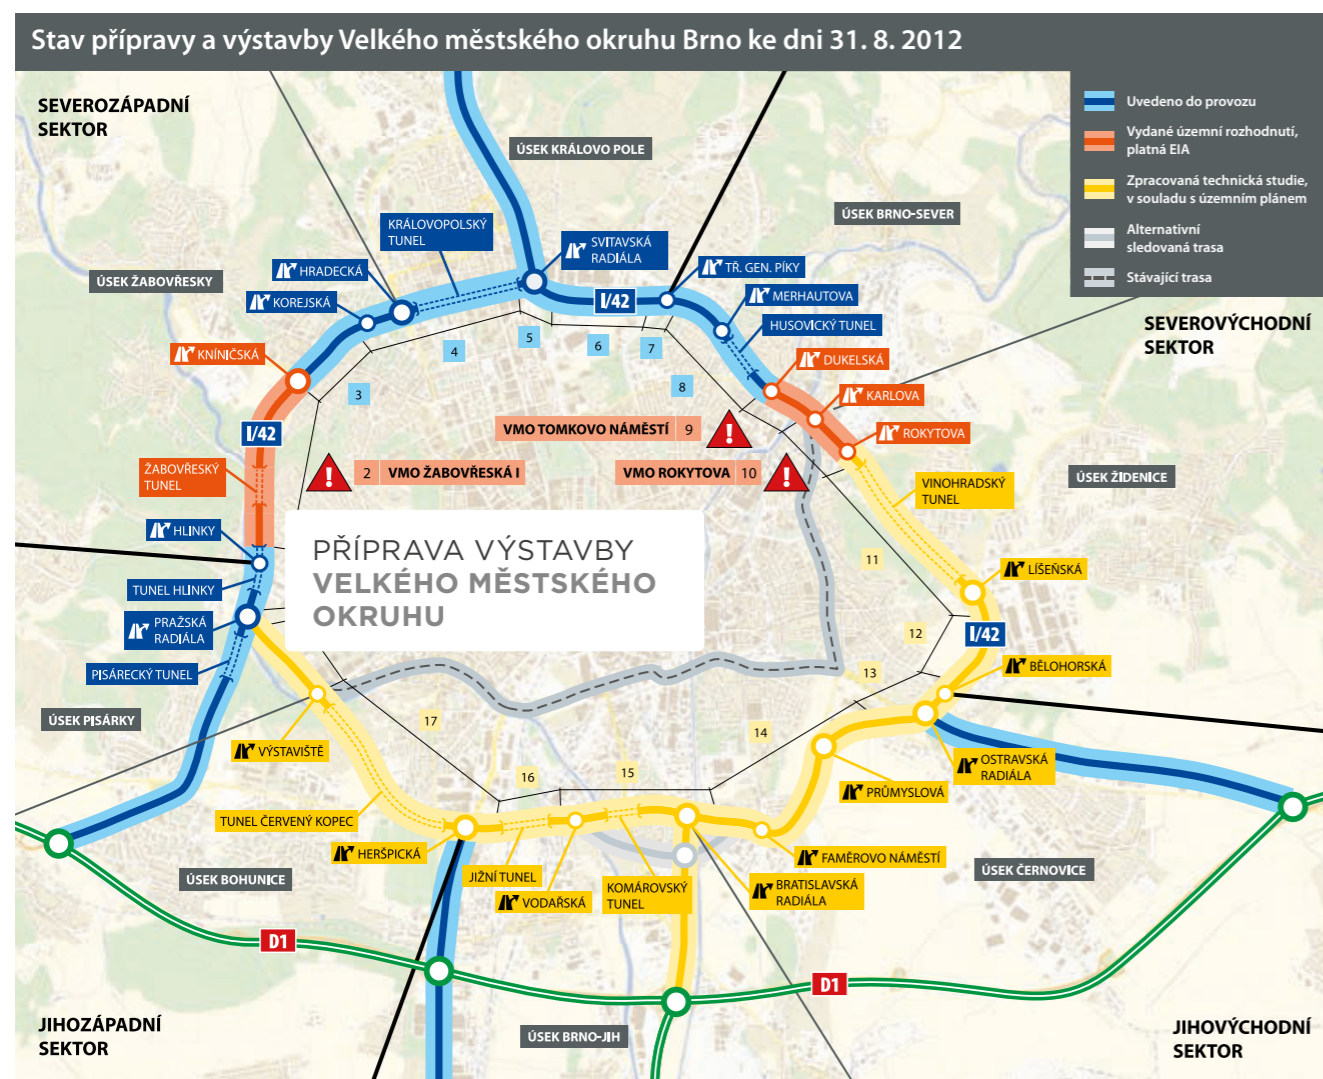 Stav přípravy a výstavby Velkého městského okruhu Brno ke dni 31. 8. 2012
SEVEROZÁPADNÍ
SEKTOR
Uvedeno do provozu
Vydané územní rozhodnutí,
platná EIA
Zpracovaná technická studie,
v souladu s územním plánem
Alternativní
sledovaná trasa
Stávající trasa
ÚSEK KRÁLOVO POLE
ÚSEK BRNO-SEVER
ÚSEK ŽABOVŘESKY
KRÁLOVOPOLSKÝ
TUNEL
SVITAVSKÁ
RADIÁLA
HRADECKÁ
KOREJSKÁ
I/42
TŘ. GEN. PÍKY
MERHAUTOVA
HUSOVICKÝ TUNEL
SEVEROVÝCHODNÍ
SEKTOR
KNÍNIČSKÁ
DUKELSKÁ
KARLOVA
ROKYTOVA
3
4
5
6
7
8
I/42
VMO TOMKOVO NÁMĚSTÍ 9
ŽABOVŘESKÝ
TUNEL
2 VMO ŽABOVŘESKÁ I
VMO ROKYTOVA 10
VINOHRADSKÝ
TUNEL
ÚSEK ŽIDENICE
HLINKY
PŘÍPRAVA VÝSTAVBY
VELKÉHO MĚSTSKÉHO
OKRUHU
11
LÍŠEŇSKÁ
TUNEL HLINKY
PRAŽSKÁ
RADIÁLA
12
I/42
PISÁRECKÝ TUNEL
13
BĚLOHORSKÁ
ÚSEK PISÁRKY
17
14
VÝSTAVIŠTĚ
16
15
OSTRAVSKÁ
RADIÁLA
PRŮMYSLOVÁ
TUNEL ČERVENÝ KOPEC
HERŠPICKÁ
FAMĚROVO NÁMĚSTÍ
ÚSEK ČERNOVICE
ÚSEK BOHUNICE
JIŽNÍ TUNEL
VODAŘSKÁ
KOMÁROVSKÝ
TUNEL
BRATISLAVSKÁ
RADIÁLA
D1
D1
JIHOZÁPADNÍ
SEKTOR
ÚSEK BRNO-JIH
JIHOVÝCHODNÍ
SEKTOR